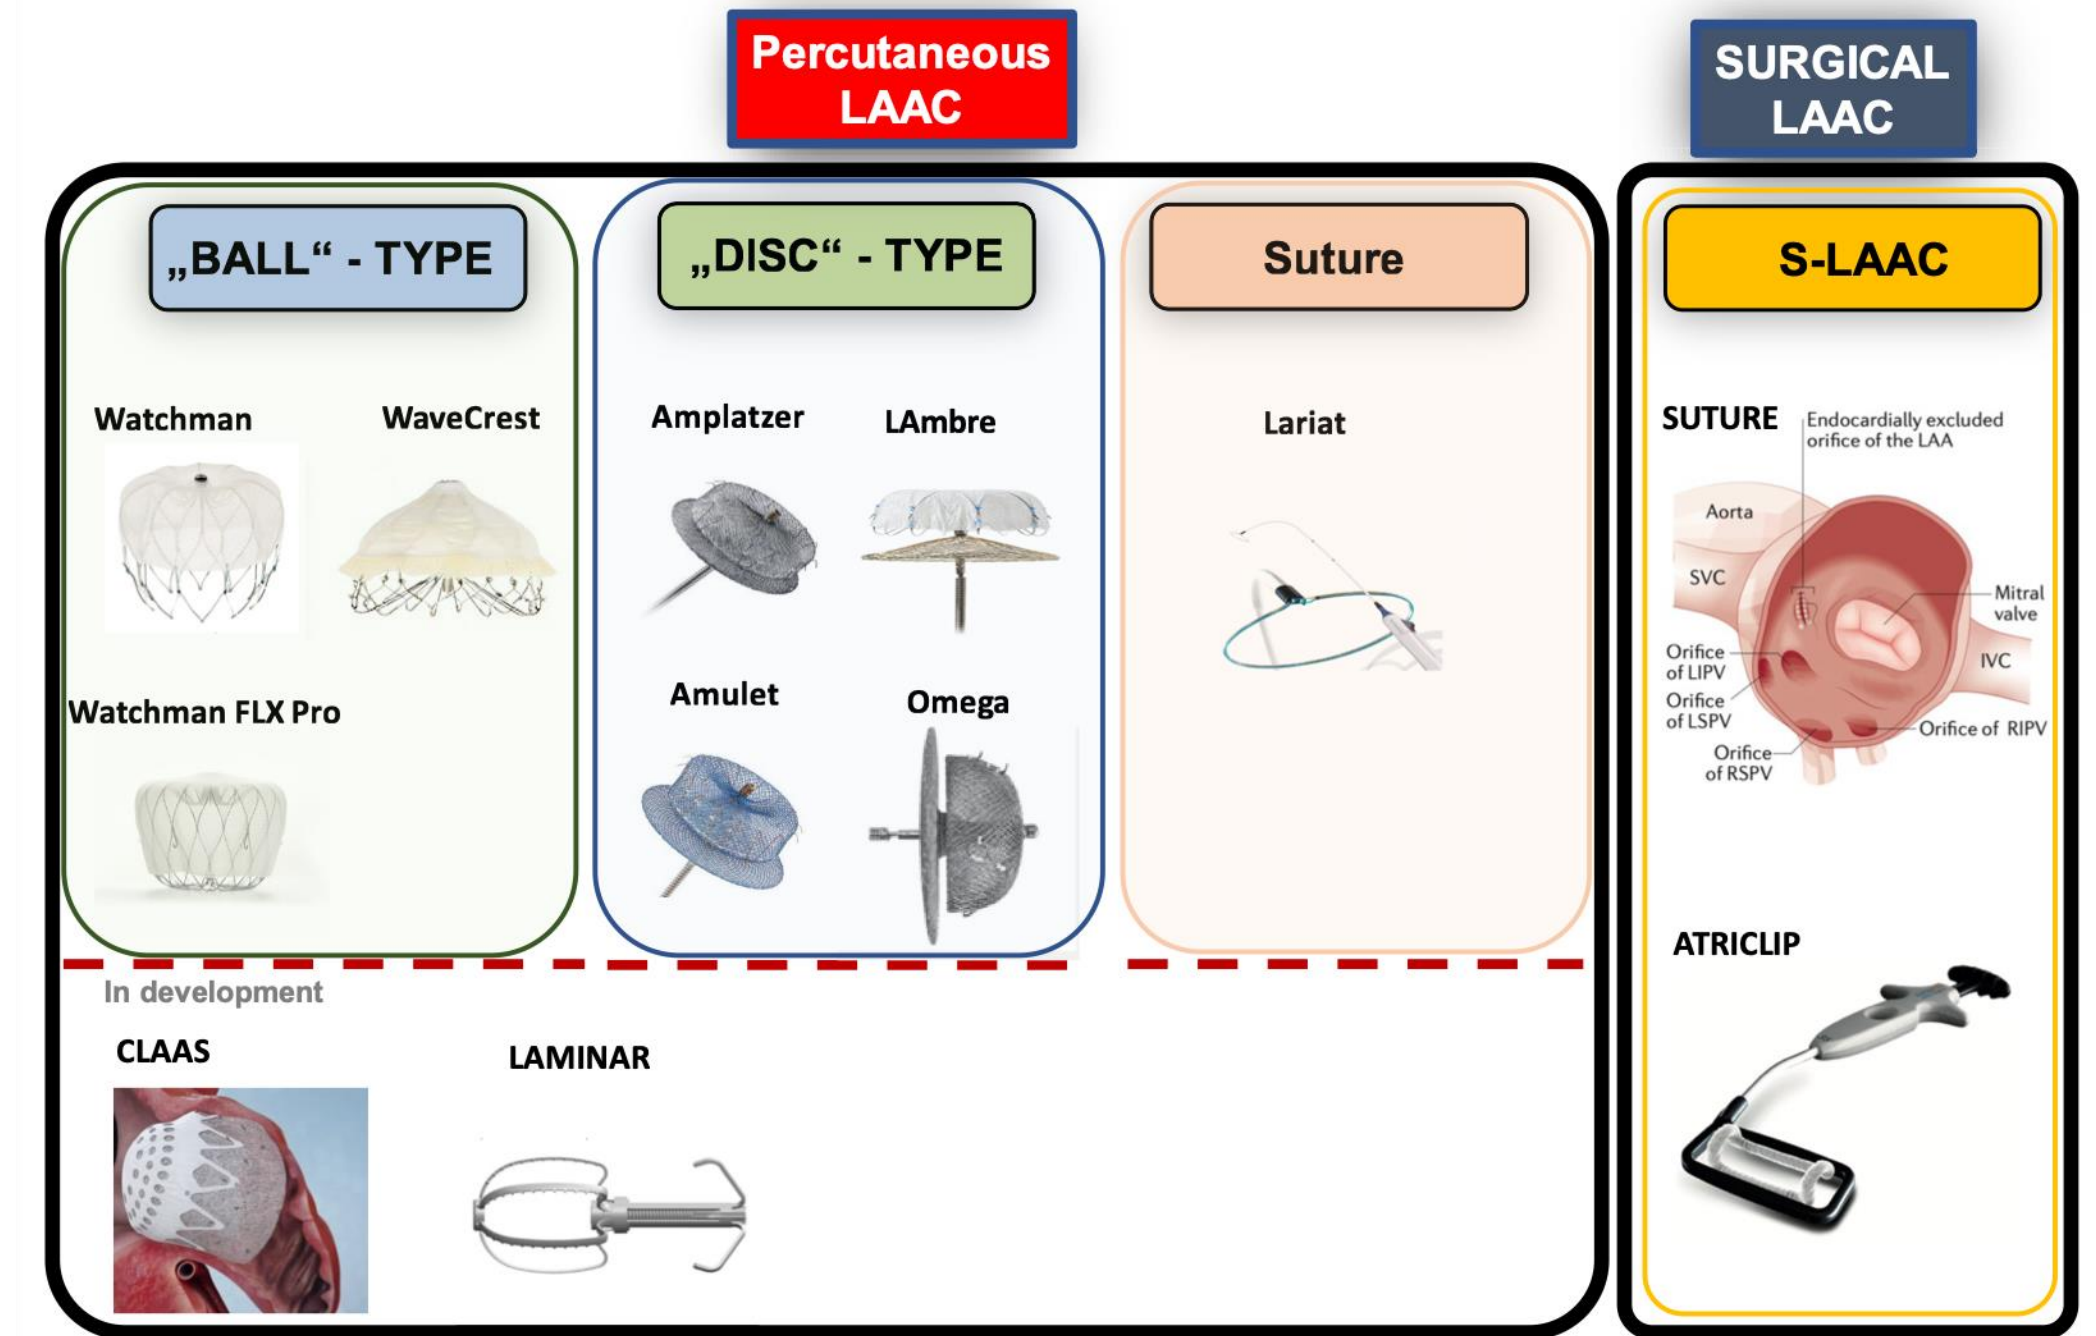 Percutaneous
LAAC
SURGICAL
LAAC
„BALL“ - TYPE
„DISC“ - TYPE
Suture
S-LAAC
Watchman
WaveCrest
Watchman FLX Pro
Amplatzer
LAmbre
Amulet
Omega
Lariat
SUTURE
Endocardially excluded
orifice of the LAA
Aorta
SVC
Mitral
valve
Orifice
of LIPV
IVC
Orifice
of LSPV
Orifice of RIPV
Orifice
of RSPV
ATRICLIP
In development
CLAAS
LAMINAR